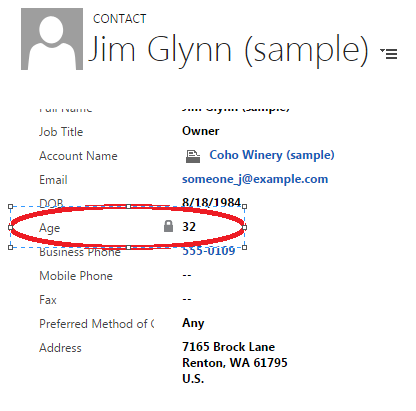 CONTACT
Jim Glynn (sample)
Full Name Jim Glynn (sample)
Job Title Owner
Account Name Coho Winery (sample)
Email someone_j@example.com
DOB 8/18/1984
Age 32
Business Phone 555-0109
Mobile Phone --
Fax --
Preferred Method of C Any
Address 7165 Brock Lane
Renton, WA 61795
U.S.